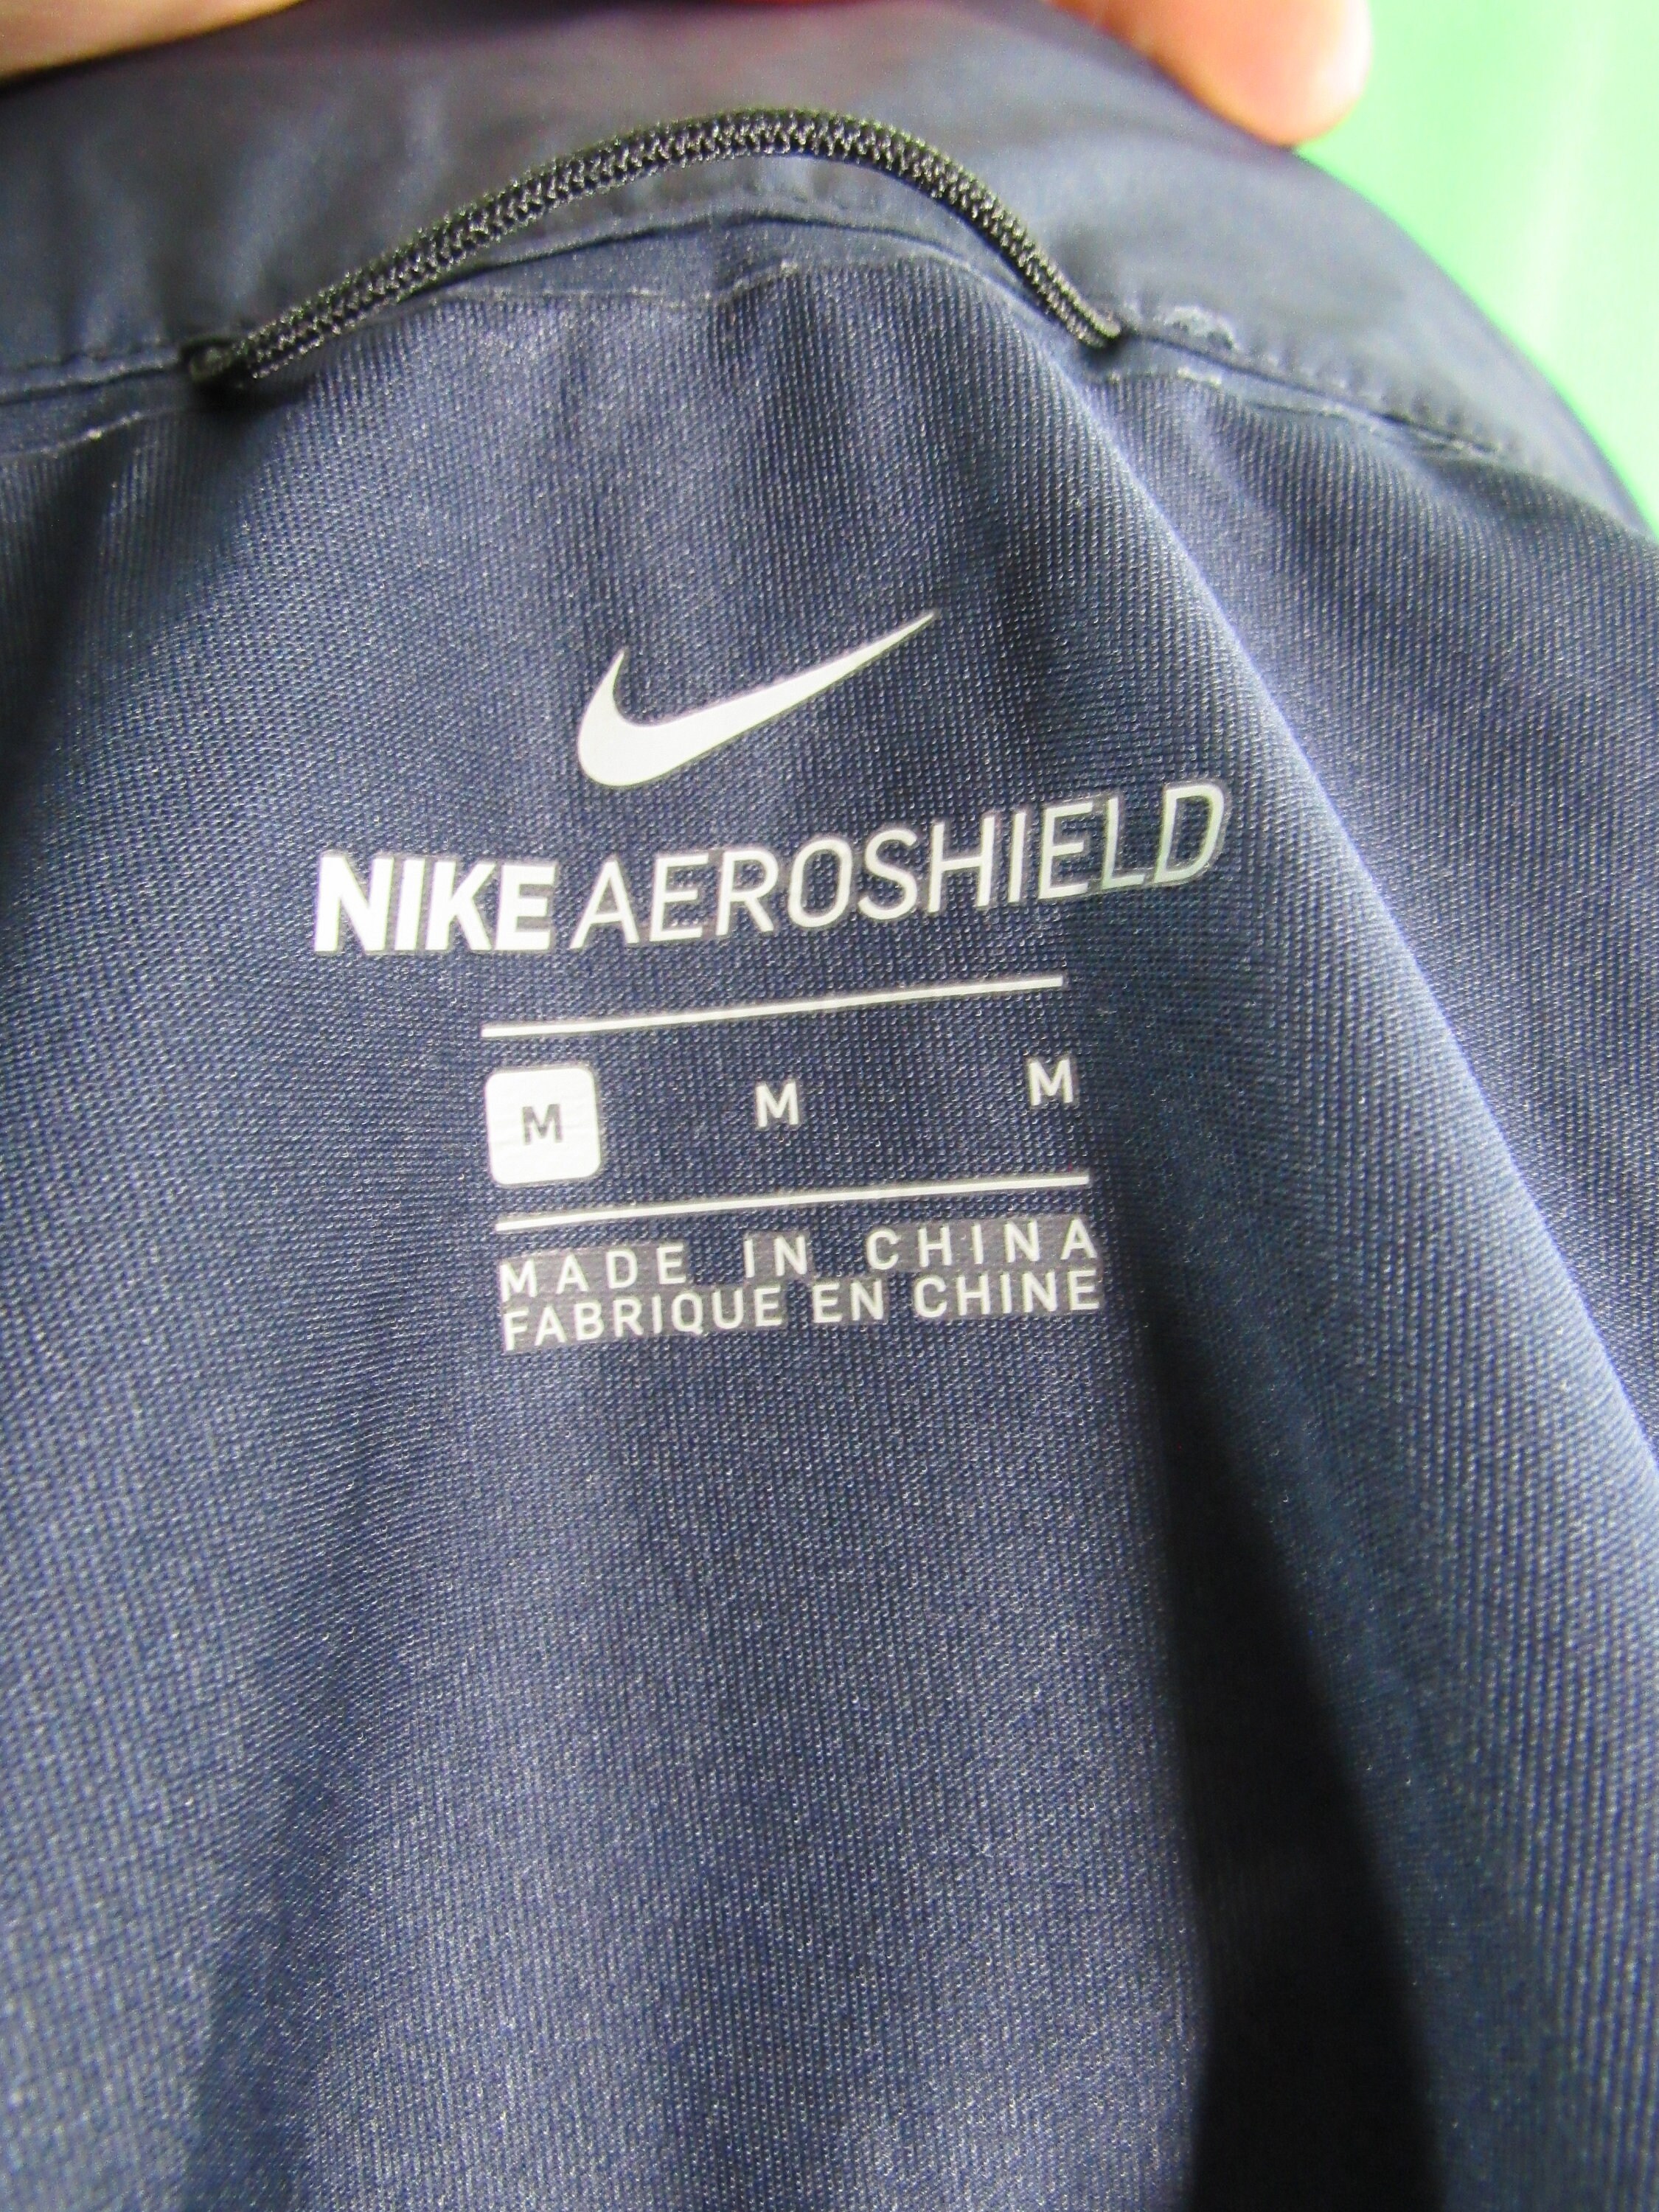 NIKE AEROSHIELD
M M M
MADE IN CHINA
FABRIQUE EN CHINE